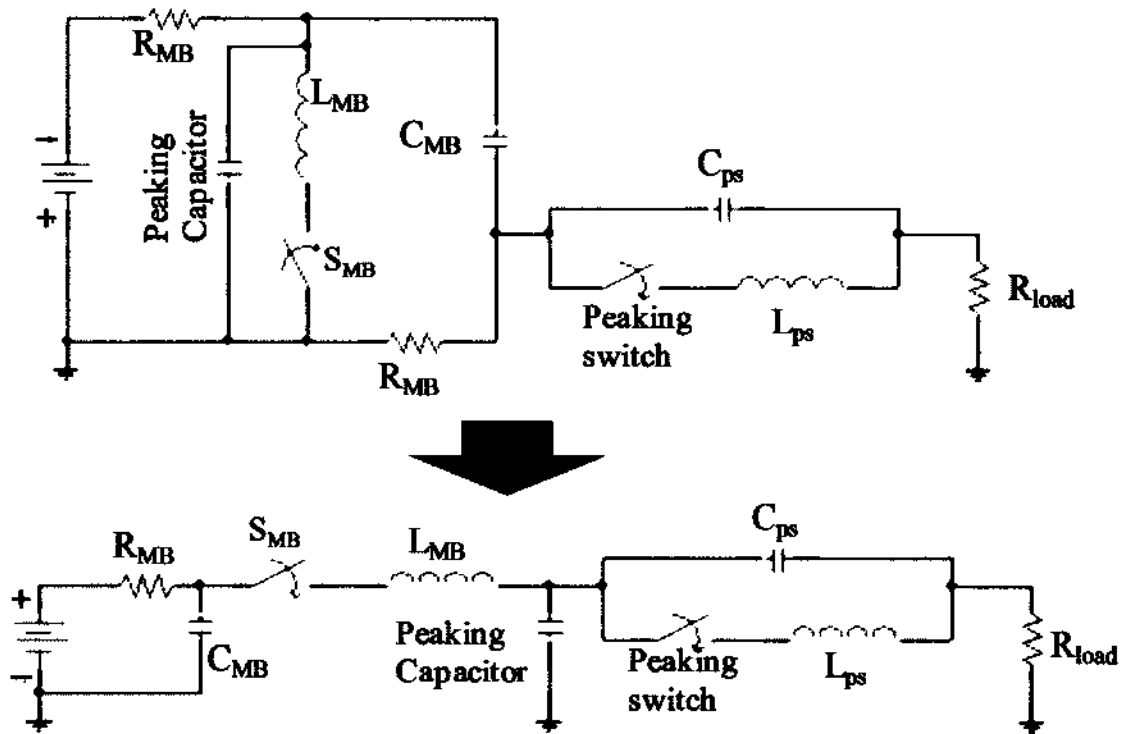 R_MB
L_MB
Peaking
Capacitor
C_MB
−
+
S_MB
R_MB
C_ps
Peaking
switch
L_ps
R_load
R_MB
S_MB
L_MB
+
−
C_MB
Peaking
Capacitor
C_ps
Peaking
switch
L_ps
R_load